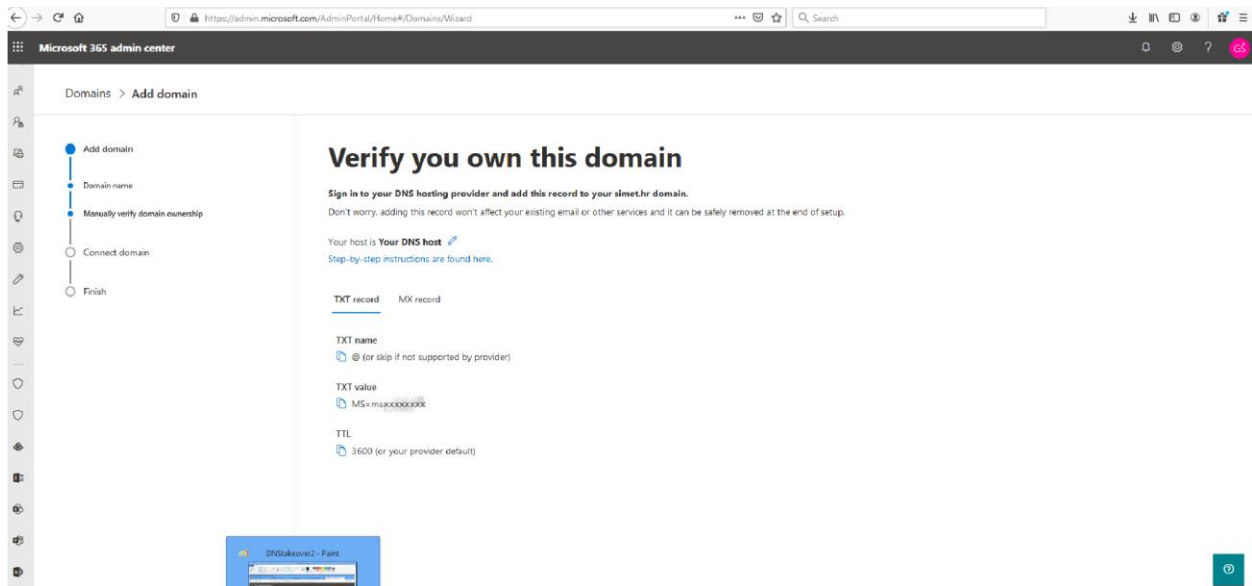 https://admin.microsoft.com/AdminPortal/Home#/Domains/Wizard
Search
Microsoft 365 admin center
GŠ
Domains > Add domain
Add domain
Domain name
Manually verify domain ownership
Connect domain
Finish
Verify you own this domain
Sign in to your DNS hosting provider and add this record to your simet.hr domain.
Don't worry, adding this record won't affect your existing email or other services and it can be safely removed at the end of setup.
Your host is Your DNS host
Step-by-step instructions are found here.
TXT record MX record
TXT name
@ (or skip if not supported by provider)
TXT value
MS=msxxxxxxxx
TTL
3600 (or your provider default)
DNStakeover2 - Paint